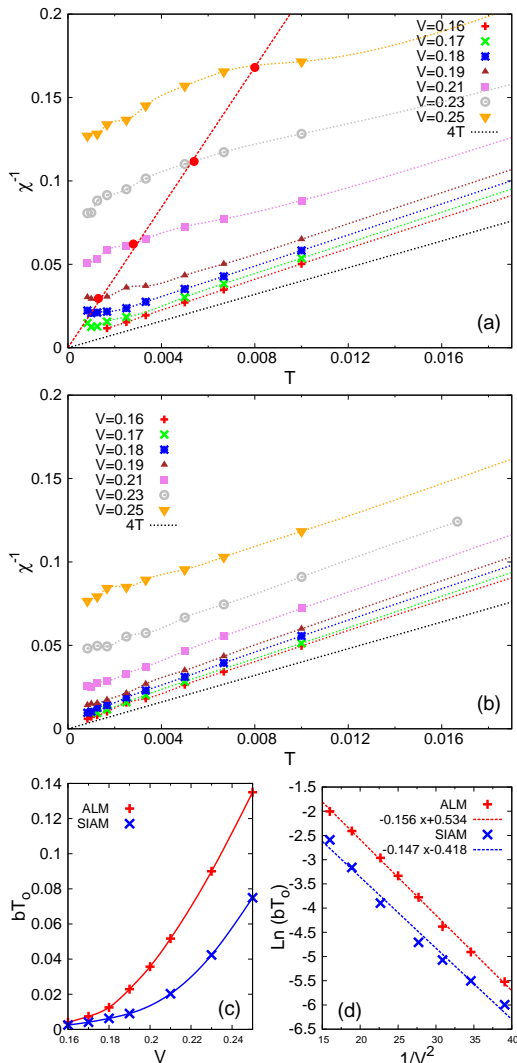 0.2
0.15
0.1
0.05
0
χ⁻¹
V=0.16
V=0.17
V=0.18
V=0.19
V=0.21
V=0.23
V=0.25
4T
(a)
0.004 0.008 0.012 0.016
T
0.2
0.15
0.1
0.05
0
χ⁻¹
V=0.16
V=0.17
V=0.18
V=0.19
V=0.21
V=0.23
V=0.25
4T
(b)
0.004 0.008 0.012 0.016
T
0.14
0.12
0.1
0.08
0.06
0.04
0.02
0
bTₒ
ALM
SIAM
(c)
0.16 0.18 0.20 0.22 0.24
V
-1.5
-2
-2.5
-3
-3.5
-4
-4.5
-5
-5.5
-6
-6.5
Ln (bTₒ)
ALM
-0.156 x+0.534
SIAM
-0.147 x-0.418
(d)
15 20 25 30 35 40
1/V²